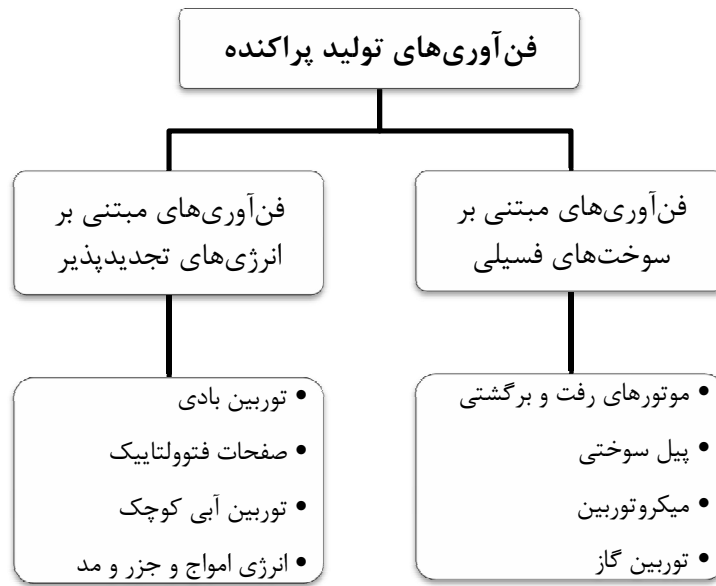 فن‌آوری‌های تولید پراکنده
فن‌آوری‌های مبتنی بر
سوخت‌های فسیلی
• موتورهای رفت و برگشتی
• پیل سوختی
• میکروتوربین
• توربین گاز
فن‌آوری‌های مبتنی بر
انرژی‌های تجدیدپذیر
• توربین بادی
• صفحات فتوولتاییک
• توربین آبی کوچک
• انرژی امواج و جزر و مد